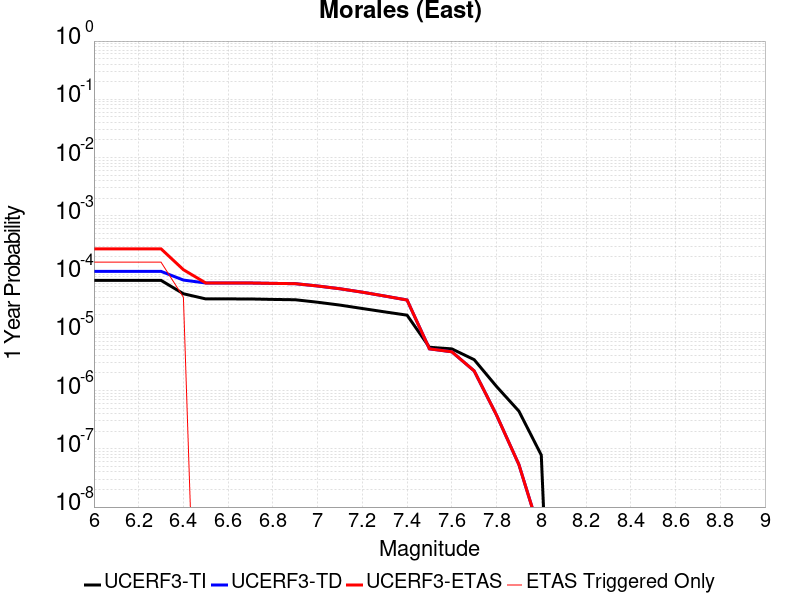 Morales (East)
10^0
10^-1
10^-2
10^-3
10^-4
10^-5
10^-6
10^-7
10^-8
1 Year Probability
6 6.2 6.4 6.6 6.8 7 7.2 7.4 7.6 7.8 8 8.2 8.4 8.6 8.8 9
Magnitude
UCERF3-TI UCERF3-TD UCERF3-ETAS ETAS Triggered Only